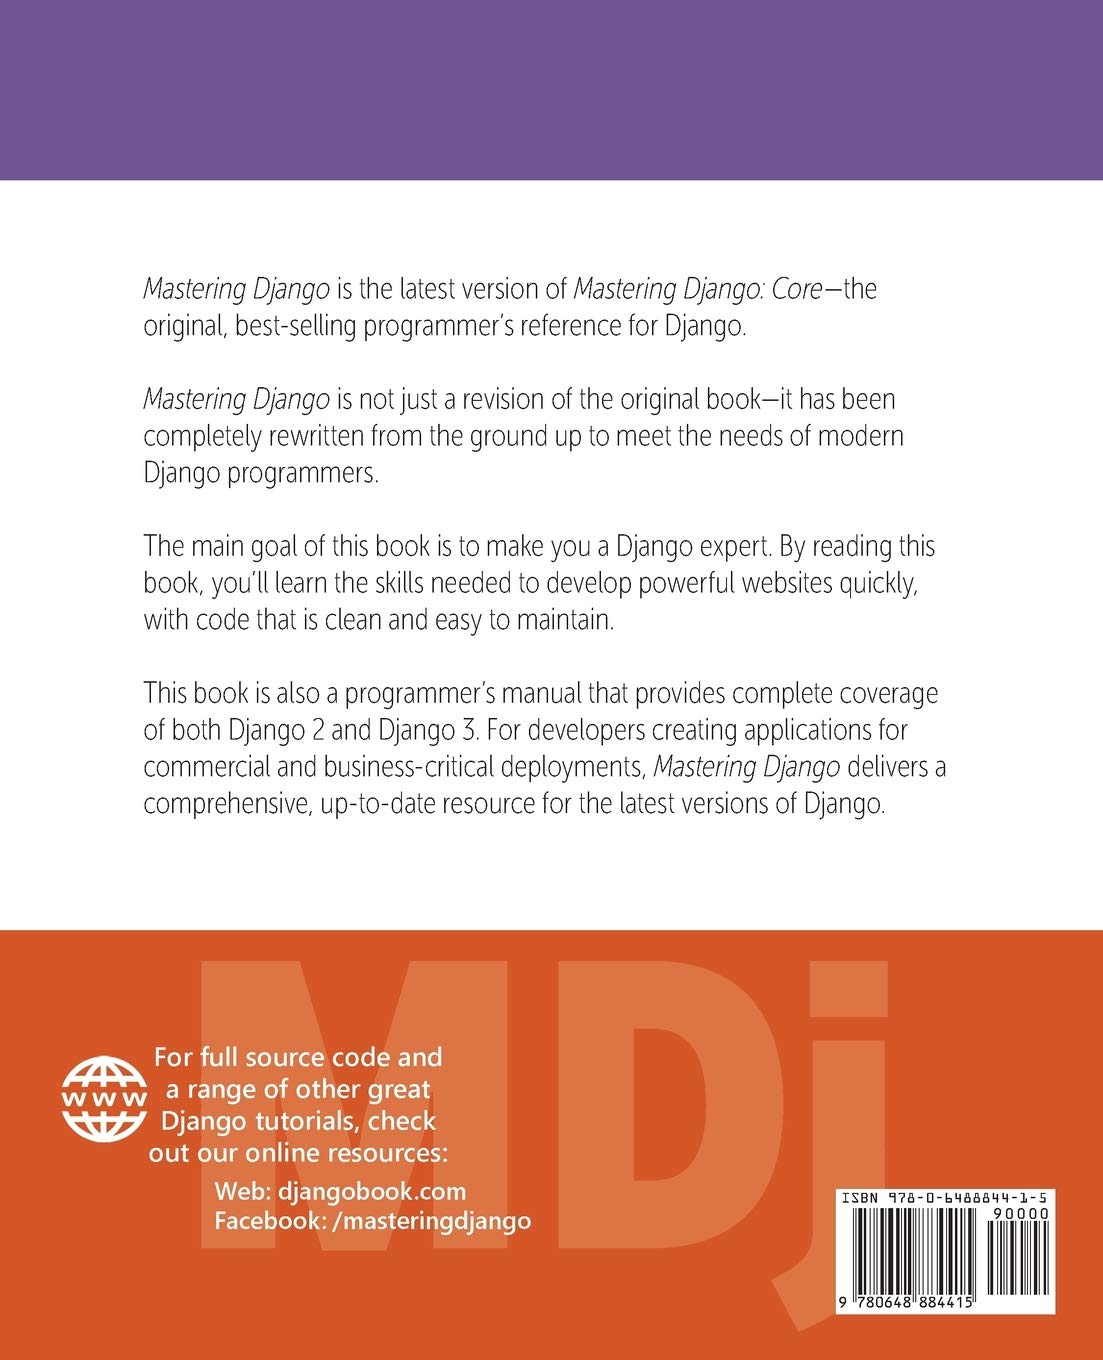 Mastering Django is the latest version of Mastering Django: Core—the
original, best-selling programmer's reference for Django.
Mastering Django is not just a revision of the original book—it has been
completely rewritten from the ground up to meet the needs of modern
Django programmers.
The main goal of this book is to make you a Django expert. By reading this
book, you'll learn the skills needed to develop powerful websites quickly,
with code that is clean and easy to maintain.
This book is also a programmer's manual that provides complete coverage
of both Django 2 and Django 3. For developers creating applications for
commercial and business-critical deployments, Mastering Django delivers a
comprehensive, up-to-date resource for the latest versions of Django.
MDj
WWW
For full source code and
a range of other great
Django tutorials, check
out our online resources:
Web: djangobook.com
Facebook: /masteringdjango
ISBN 978-0-6488844-1-5
90000
9 780648 884415